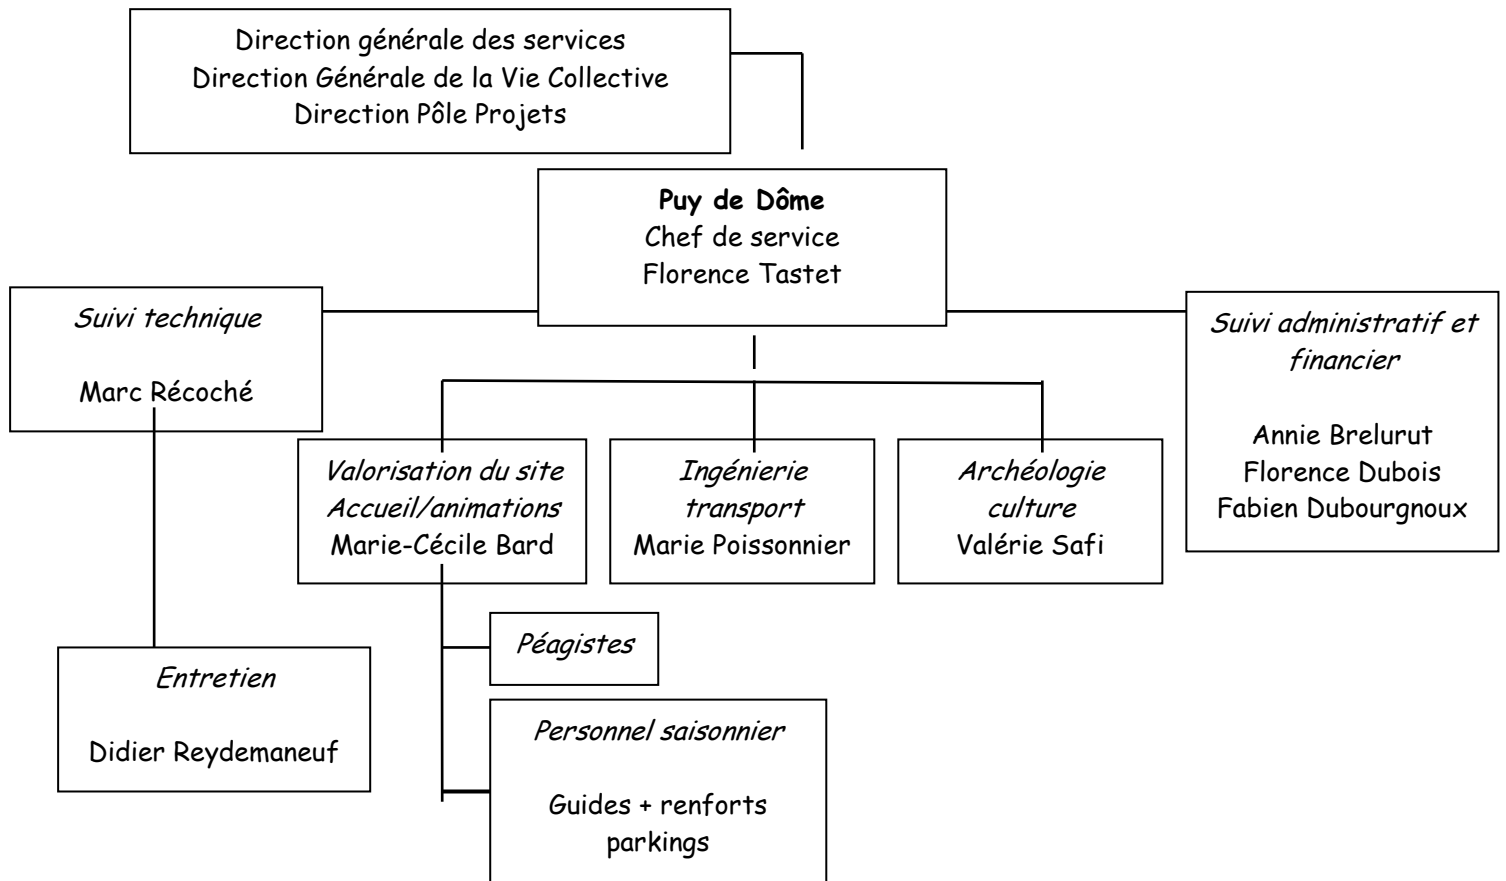 Direction générale des services
Direction Générale de la Vie Collective
Direction Pôle Projets
Puy de Dôme
Chef de service
Florence Tastet
Suivi technique
Marc Récoché
Suivi administratif et
financier
Annie Brelurut
Florence Dubois
Fabien Dubourgnoux
Valorisation du site
Accueil/animations
Marie-Cécile Bard
Ingénierie
transport
Marie Poissonnier
Archéologie
culture
Valérie Safi
Péagistes
Entretien
Didier Reydemaneuf
Personnel saisonnier
Guides + renforts
parkings